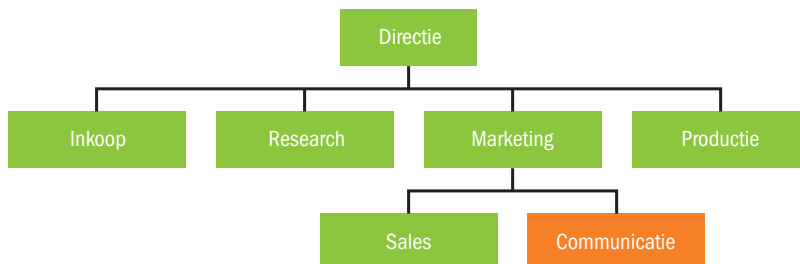 Directie
Inkoop
Research
Marketing
Productie
Sales
Communicatie